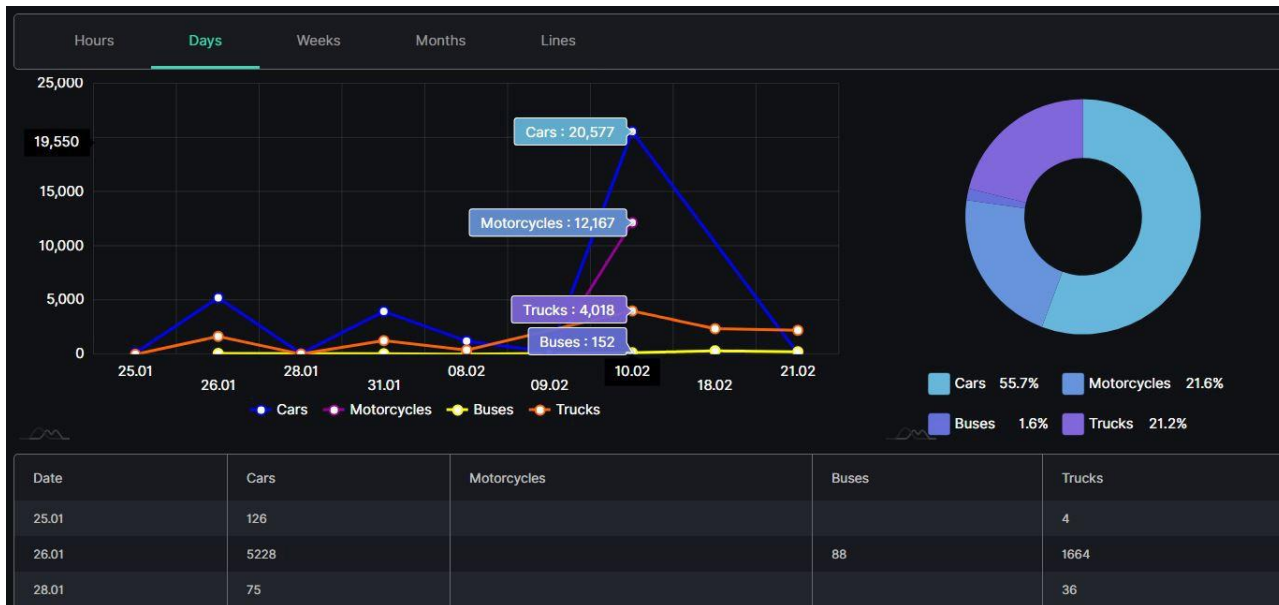 Hours Days Weeks Months Lines
25,000
19,550
15,000
10,000
5,000
0
Cars : 20,577
Motorcycles : 12,167
Trucks : 4,018
Buses : 152
25.01 26.01 28.01 31.01 08.02 09.02 10.02 18.02 21.02
Cars Motorcycles Buses Trucks
Cars 55.7% Motorcycles 21.6%
Buses 1.6% Trucks 21.2%
Date Cars Motorcycles Buses Trucks
25.01 126 4
26.01 5228 88 1664
28.01 75 36